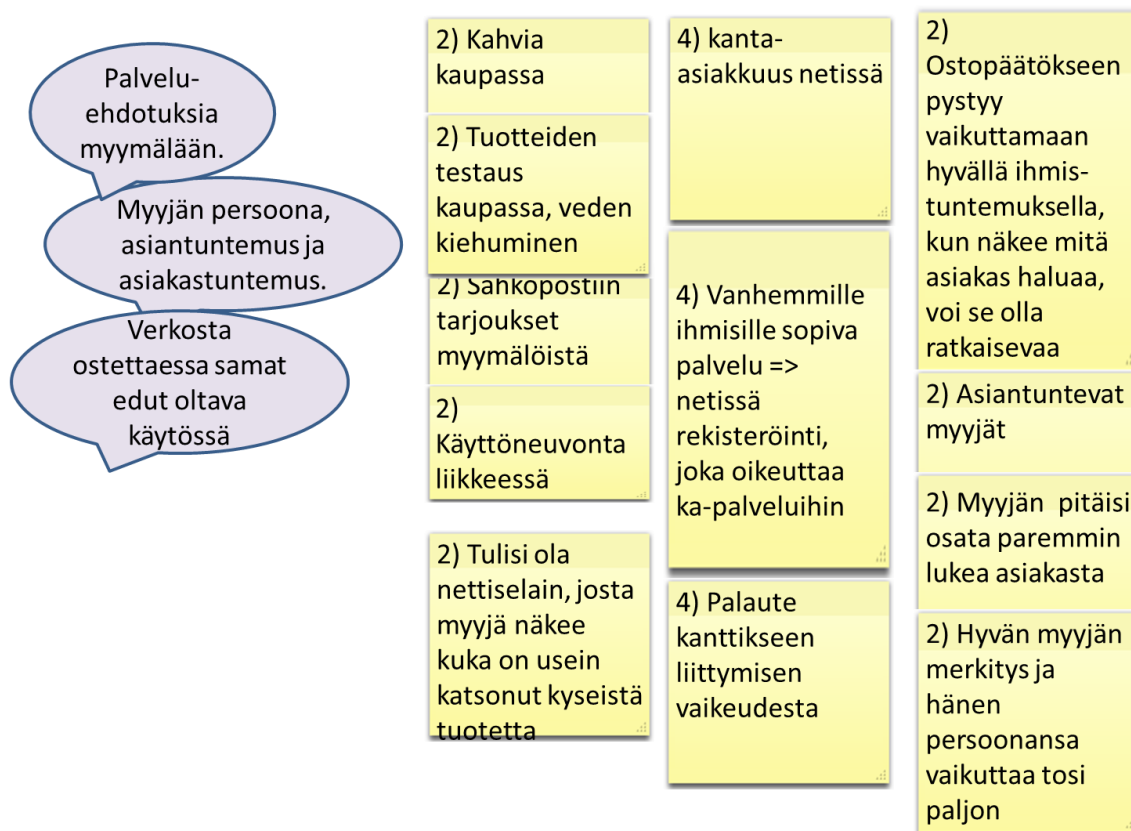 Palvelu-
ehdotuksia
myymälään.
Myyjän persoona,
asiantuntemus ja
asiakastuntemus.
Verkosta
ostettaessa samat
edut oltava
käytössä
2) Kahvia
kaupassa
2) Tuotteiden
testaus
kaupassa, veden
kiehuminen
2) Sähköpostiin
tarjoukset
myymälöistä
2)
Käyttöneuvonta
liikkeessä
2) Tulisi ola
nettiselain, josta
myyjä näkee
kuka on usein
katsonut kyseistä
tuotetta
4) kanta-
asiakkuus netissä
4) Vanhemmille
ihmisille sopiva
palvelu =>
netissä
rekisteröinti,
joka oikeuttaa
ka-palveluihin
4) Palaute
kanttikseen
liittymisen
vaikeudesta
2)
Ostopäätökseen
pystyy
vaikuttamaan
hyvällä ihmis-
tuntemuksella,
kun näkee mitä
asiakas haluaa,
voi se olla
ratkaisevaa
2) Asiantuntevat
myyjät
2) Myyjän  pitäisi
osata paremmin
lukea asiakasta
2) Hyvän myyjän
merkitys ja
hänen
persoonansa
vaikuttaa tosi
paljon